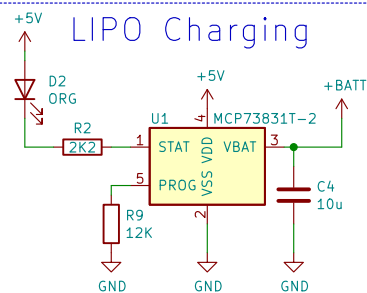 LIPO Charging
+5V
D2
ORG
+5V
+BATT
R2
2K2
U1
MCP73831T-2
4
1
STAT
VDD
VBAT
3
5
PROG
VSS
2
R9
12K
C4
10u
GND
GND
GND